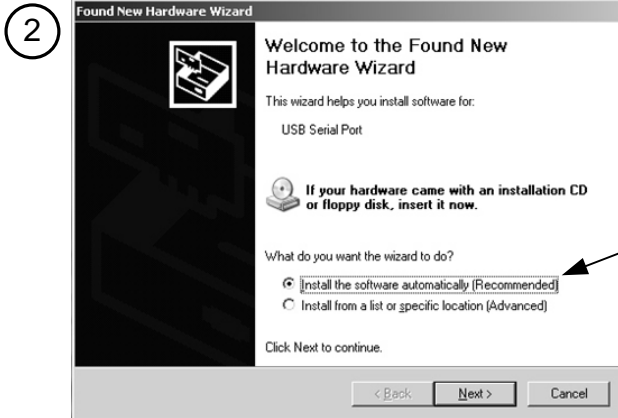 2
Found New Hardware Wizard
Welcome to the Found New
Hardware Wizard
This wizard helps you install software for:
USB Serial Port
If your hardware came with an installation CD
or floppy disk, insert it now.
What do you want the wizard to do?
Install the software automatically (Recommended)
Install from a list or specific location (Advanced)
Click Next to continue.
< Back Next > Cancel